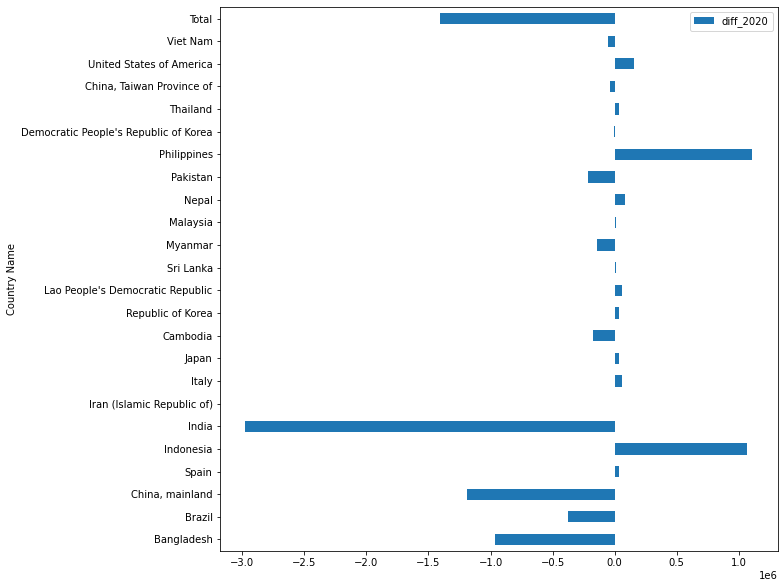 diff_2020
Total
Viet Nam
United States of America
China, Taiwan Province of
Thailand
Democratic People's Republic of Korea
Philippines
Pakistan
Nepal
Malaysia
Myanmar
Sri Lanka
Lao People's Democratic Republic
Republic of Korea
Cambodia
Japan
Italy
Iran (Islamic Republic of)
India
Indonesia
Spain
China, mainland
Brazil
Bangladesh
Country Name
−3.0 −2.5 −2.0 −1.5 −1.0 −0.5 0.0 0.5 1.0
1e6